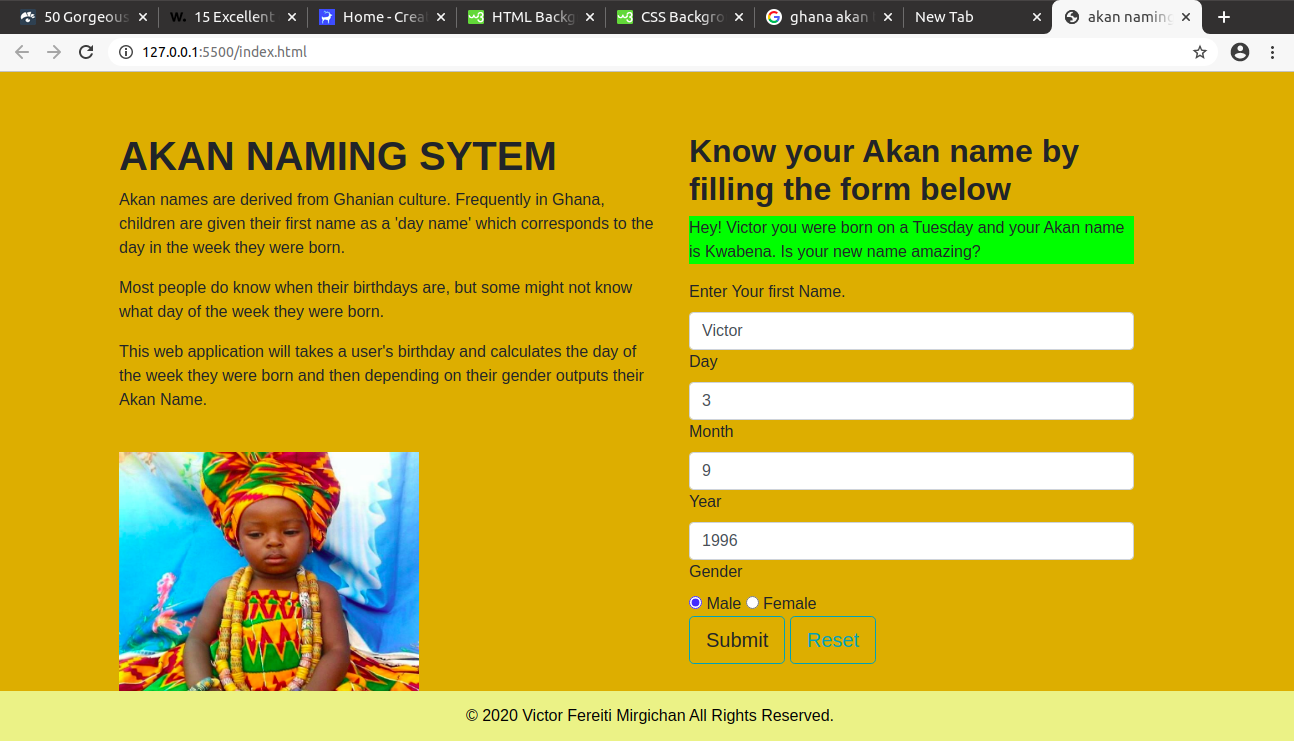 50 Gorgeous
W. 15 Excellent
Home - Crea
HTML Backg
CSS Backgro
ghana akan
New Tab
akan naming
127.0.0.1:5500/index.html
AKAN NAMING SYTEM
Akan names are derived from Ghanian culture. Frequently in Ghana,
children are given their first name as a 'day name' which corresponds to the
day in the week they were born.
Most people do know when their birthdays are, but some might not know
what day of the week they were born.
This web application will takes a user's birthday and calculates the day of
the week they were born and then depending on their gender outputs their
Akan Name.
Know your Akan name by
filling the form below
Hey! Victor you were born on a Tuesday and your Akan name
is Kwabena. Is your new name amazing?
Enter Your first Name.
Victor
Day
3
Month
9
Year
1996
Gender
Male Female
Submit Reset
© 2020 Victor Fereiti Mirgichan All Rights Reserved.